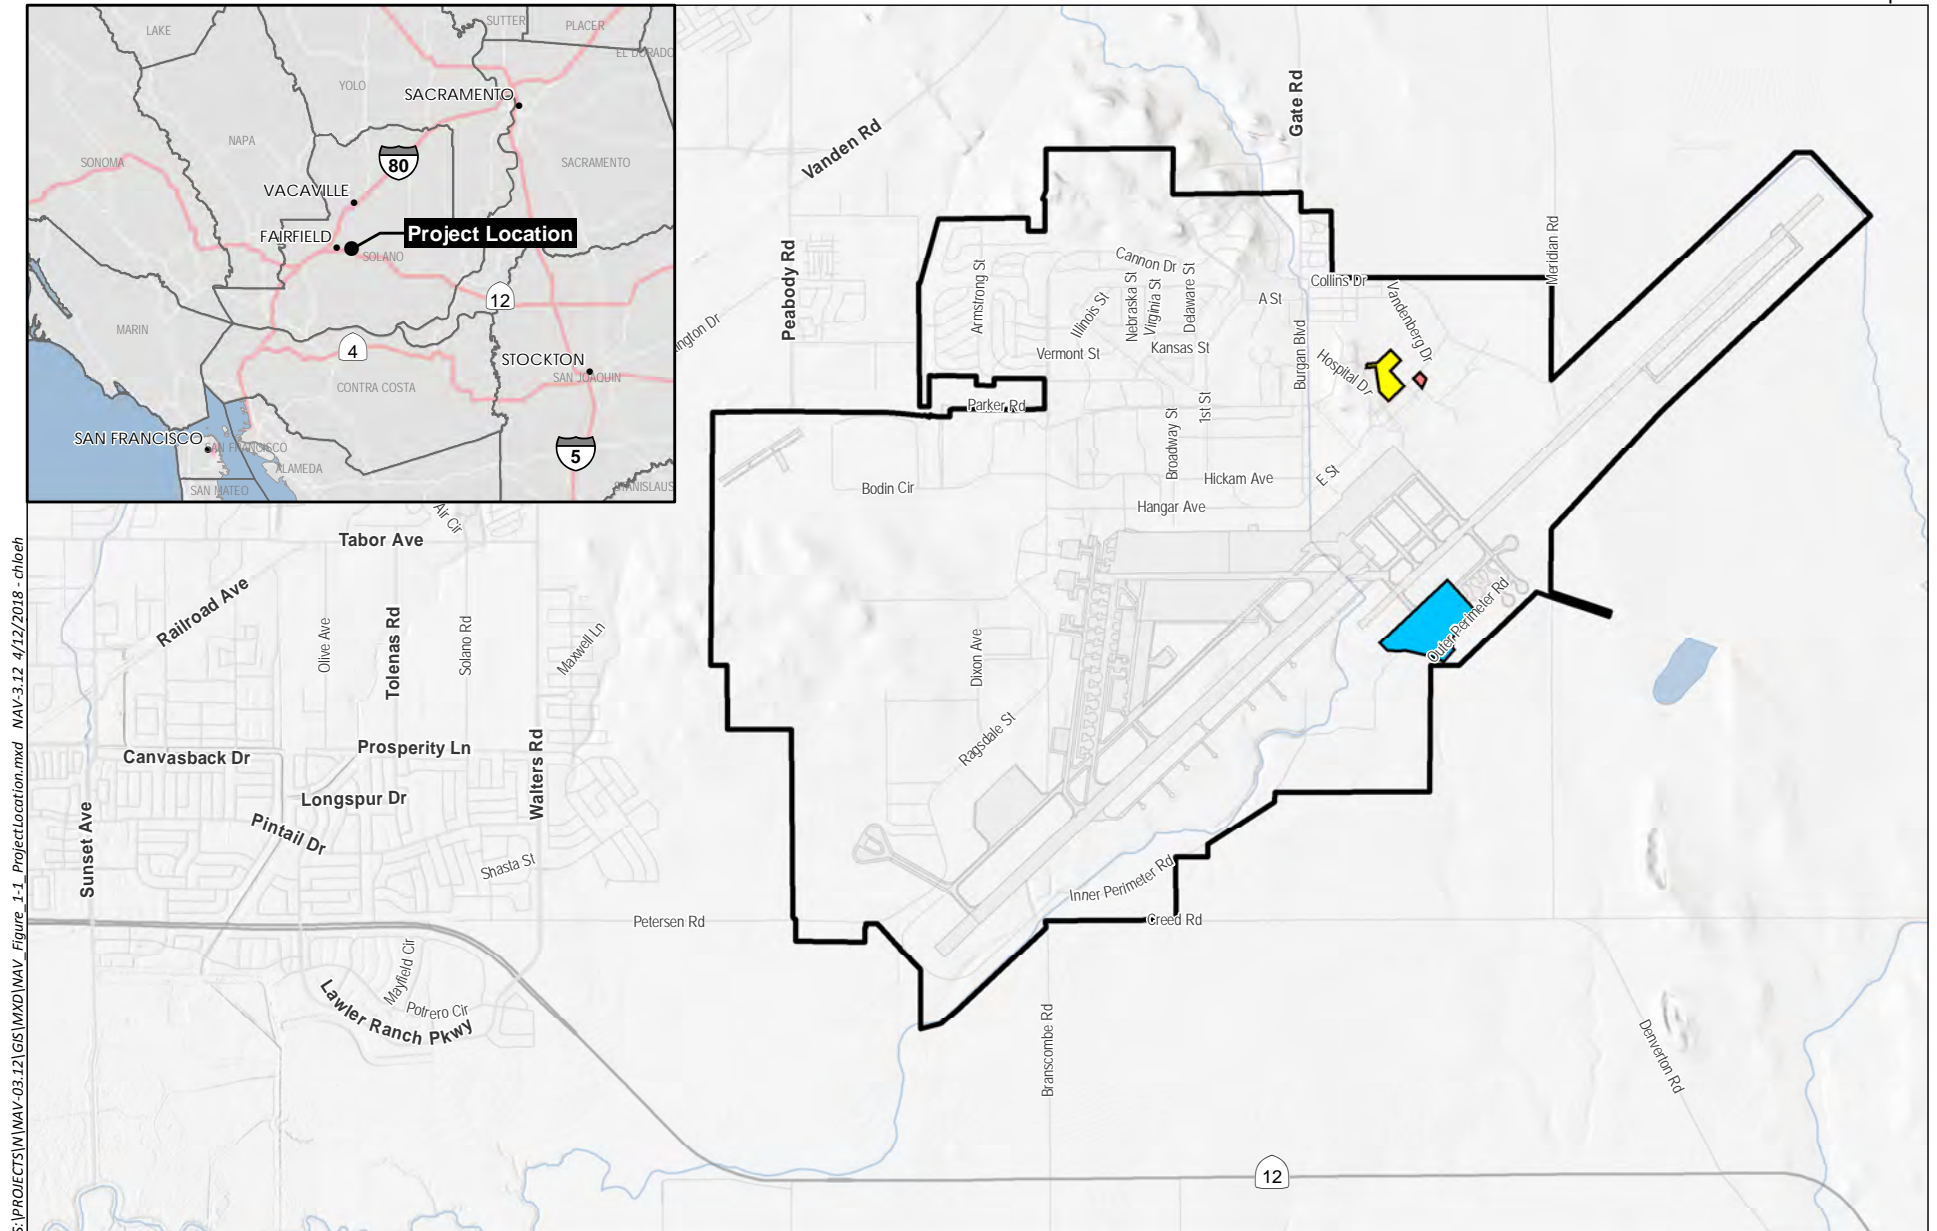 LAKE
SUTTER
PLACER
EL DORADO
YOLO
SACRAMENTO
NAPA
SONOMA
80
SACRAMENTO
VACAVILLE
FAIRFIELD
Project Location
SOLANO
12
MARIN
4
STOCKTON
SAN JOAQUIN
CONTRA COSTA
SAN FRANCISCO
SAN FRANCISCO
5
ALAMEDA
SAN MATEO
STANISLAUS
Gate Rd
Vanden Rd
Peabody Rd
Meridian Rd
Cannon Dr
Armstrong St
Illinois St
Nebraska St
Virginia St
Delaware St
A St
Collins Dr
Vandenberg Dr
Burgan Blvd
Vermont St
Kansas St
Hospital Dr
Parker Rd
Broadway St
1st St
Bodin Cir
Hickam Ave
E St
Hangar Ave
Air Cir
Tabor Ave
Railroad Ave
Olive Ave
Tolenas Rd
Solano Rd
Maxwell Ln
Dixon Ave
Outer Perimeter Rd
Ragsdale St
Canvasback Dr
Prosperity Ln
Walters Rd
Longspur Dr
Pintail Dr
Sunset Ave
Shasta St
Inner Perimeter Rd
Petersen Rd
Creed Rd
Mayfield Cir
Potrero Cir
Lawler Ranch Pkwy
Branscombe Rd
Denverton Rd
12
S:\PROJECTS\N\NAV-03.12\GIS\MXD\NAV_Figure_1-1_ProjectLocation.mxd NAV-3.12 4/12/2018 - chloeh